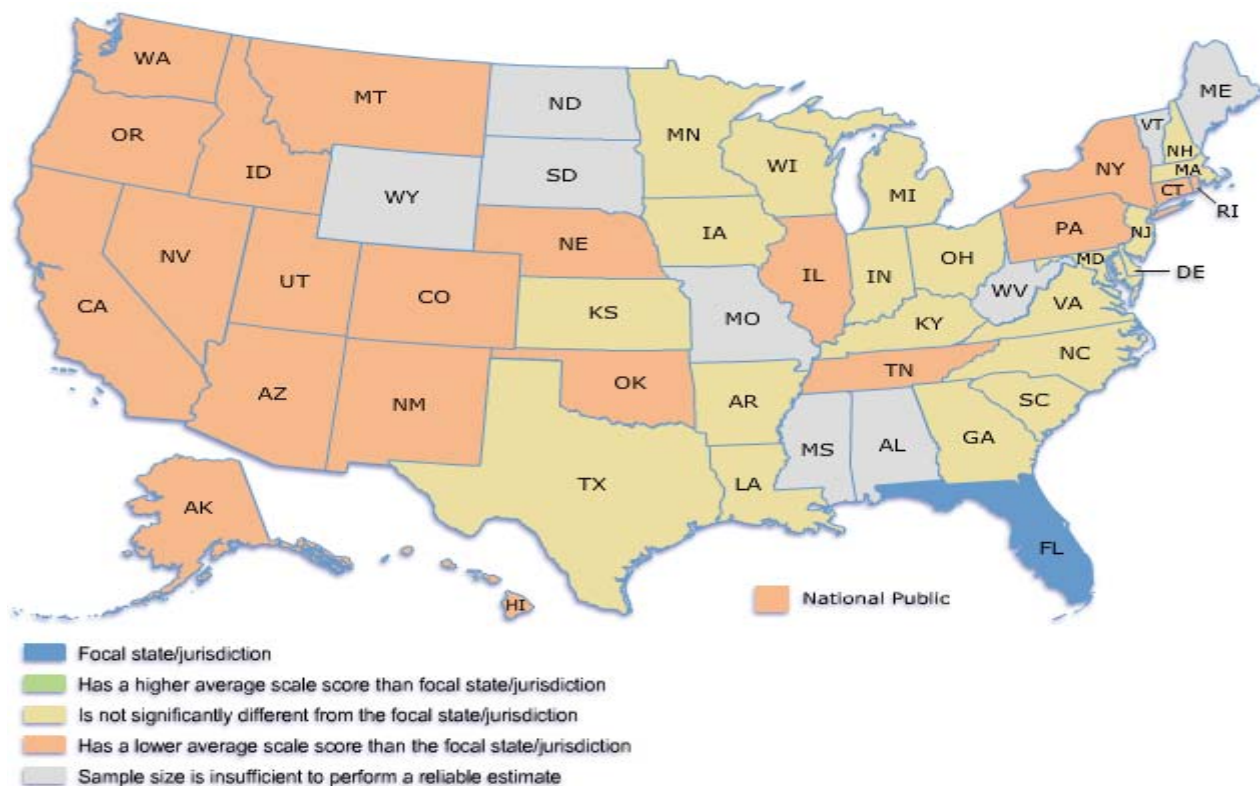 WA
MT
ND
ME
OR
MN
VT
ID
SD
WI
NH
WY
MI
NY
MA
CT
RI
NE
IA
PA
NV
NJ
UT
CO
IL
IN
OH
MD
DE
CA
KS
MO
WV
VA
KY
AZ
NM
OK
AR
TN
NC
SC
MS
AL
GA
TX
LA
AK
FL
HI
National Public
Focal state/jurisdiction
Has a higher average scale score than focal state/jurisdiction
Is not significantly different from the focal state/jurisdiction
Has a lower average scale score than the focal state/jurisdiction
Sample size is insufficient to perform a reliable estimate